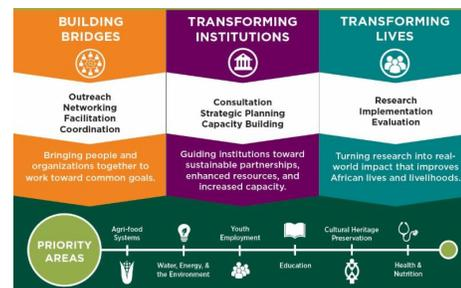 BUILDING
BRIDGES
Outreach
Networking
Facilitation
Coordination
Bringing people and
organizations together to
work toward common goals.
TRANSFORMING
INSTITUTIONS
Consultation
Strategic Planning
Capacity Building
Guiding institutions toward
sustainable partnerships,
enhanced resources, and
increased capacity.
TRANSFORMING
LIVES
Research
Implementation
Evaluation
Turning research into real-
world impact that improves
African lives and livelihoods.
PRIORITY
AREAS
Agri-food
Systems
Water, Energy, &
the Environment
Youth
Employment
Education
Cultural Heritage
Preservation
Health &
Nutrition